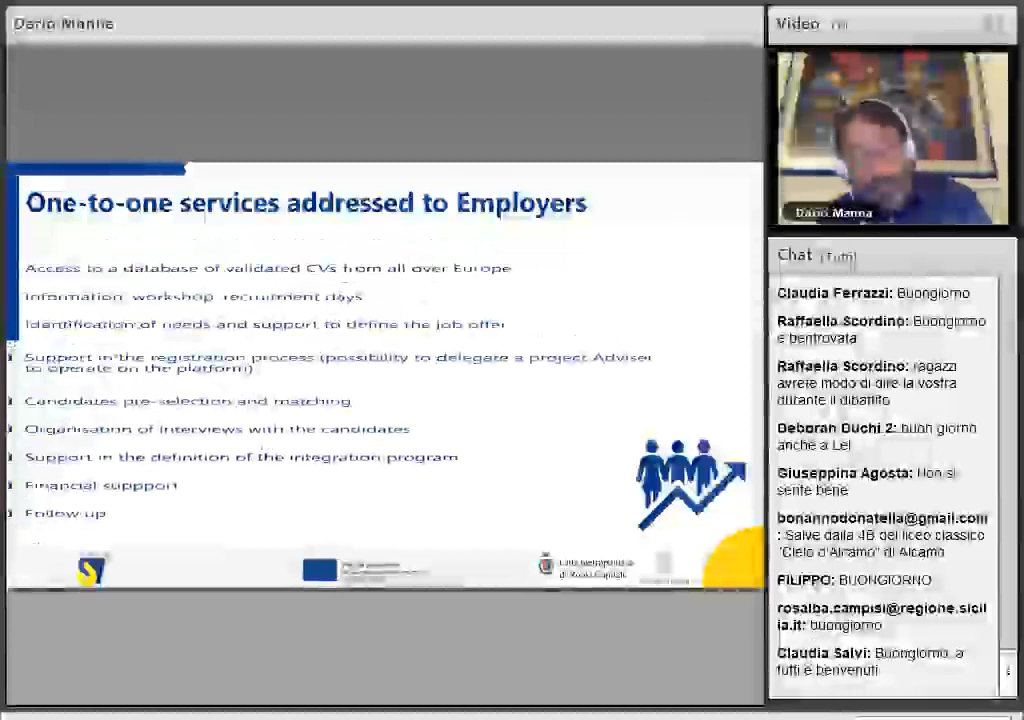 Dario Manna
Video
Dario Manna
One-to-one services addressed to Employers
Access to a database of validated CVs from all over Europe
Information, workshop, recruitment days
Identification of needs and support to define the job offer
Support in the registration process (possibility to delegate a project Adviser
to operate on the platform)
Candidates pre-selection and matching
Organisation of interviews with the candidates
Support in the definition of the integration program
Financial suppport
Follow up
Chat (Tutti)
Claudia Ferrazzi: Buongiorno
Raffaella Scordino: Buongiorno
e bentrovata
Raffaella Scordino: ragazzi
avrete modo di dire la vostra
durante il dibattito
Deborah Duchi 2: buon giorno
anche a Lei
Giuseppina Agosta: Non si
sente bene
bonannodonatella@gmail.com
: Salve dalla 4B del liceo classico
"Cielo d'Alcamo" di Alcamo
FILIPPO: BUONGIORNO
rosalba.campisi@regione.sicil
ia.it: buongiorno
Claudia Salvi: Buongiorno, a
tutti e benvenuti